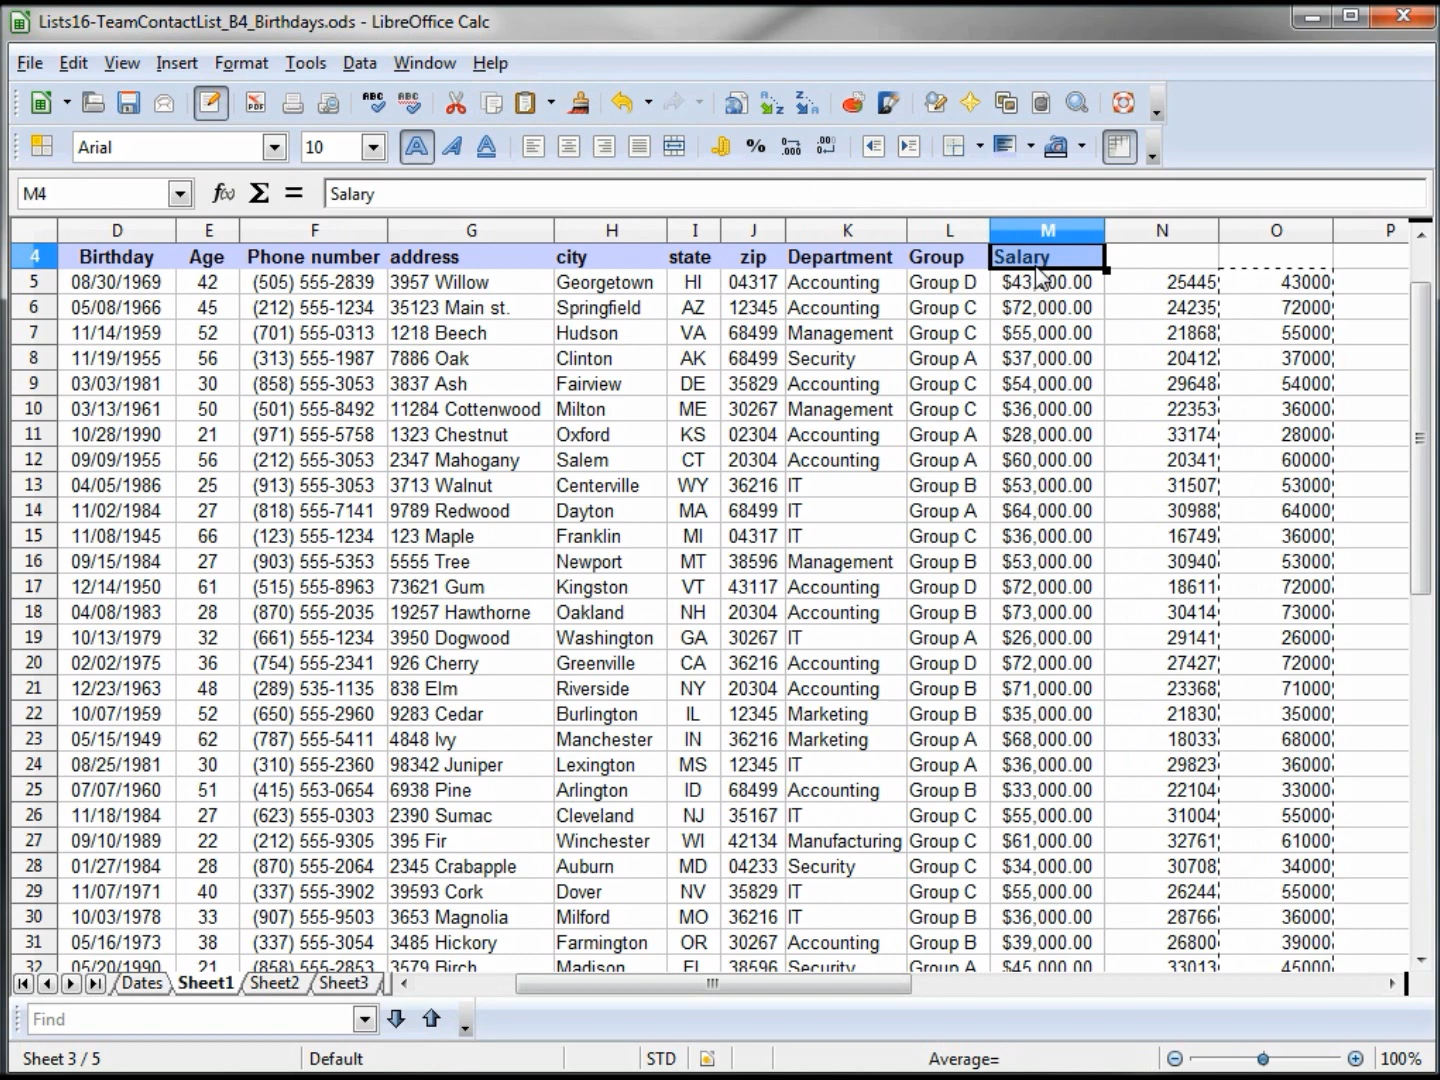 Lists16-TeamContactList_B4_Birthdays.ods - LibreOffice Calc
File Edit View Insert Format Tools Data Window Help
Arial 10
M4 Salary
D E F G H I J K L M N O P
4 Birthday Age Phone number address city state zip Department Group Salary
5 08/30/1969 42 (505) 555-2839 3957 Willow Georgetown HI 04317 Accounting Group D 25445 43000
6 05/08/1966 45 (212) 555-1234 35123 Main st. Springfield AZ 12345 Accounting Group C $72,000.00 24235 72000
7 11/14/1959 52 (701) 555-0313 1218 Beech Hudson VA 68499 Management Group C $55,000.00 21868 55000
8 11/19/1955 56 (313) 555-1987 7886 Oak Clinton AK 68499 Security Group A $37,000.00 20412 37000
9 03/03/1981 30 (858) 555-3053 3837 Ash Fairview DE 35829 Accounting Group C $54,000.00 29648 54000
10 03/13/1961 50 (501) 555-8492 11284 Cottenwood Milton ME 30267 Management Group C $36,000.00 22353 36000
11 10/28/1990 21 (971) 555-5758 1323 Chestnut Oxford KS 02304 Accounting Group A $28,000.00 33174 28000
12 09/09/1955 56 (212) 555-3053 2347 Mahogany Salem CT 20304 Accounting Group A $60,000.00 20341 60000
13 04/05/1986 25 (913) 555-3053 3713 Walnut Centerville WY 36216 IT Group B $53,000.00 31507 53000
14 11/02/1984 27 (818) 555-7141 9789 Redwood Dayton MA 68499 IT Group A $64,000.00 30988 64000
15 11/08/1945 66 (123) 555-1234 123 Maple Franklin MI 04317 IT Group C $36,000.00 16749 36000
16 09/15/1984 27 (903) 555-5353 5555 Tree Newport MT 38596 Management Group B $53,000.00 30940 53000
17 12/14/1950 61 (515) 555-8963 73621 Gum Kingston VT 43117 Accounting Group D $72,000.00 18611 72000
18 04/08/1983 28 (870) 555-2035 19257 Hawthorne Oakland NH 20304 Accounting Group B $73,000.00 30414 73000
19 10/13/1979 32 (661) 555-1234 3950 Dogwood Washington GA 30267 IT Group A $26,000.00 29141 26000
20 02/02/1975 36 (754) 555-2341 926 Cherry Greenville CA 36216 Accounting Group D $72,000.00 27427 72000
21 12/23/1963 48 (289) 535-1135 838 Elm Riverside NY 20304 Accounting Group B $71,000.00 23368 71000
22 10/07/1959 52 (650) 555-2960 9283 Cedar Burlington IL 12345 Marketing Group B $35,000.00 21830 35000
23 05/15/1949 62 (787) 555-5411 4848 Ivy Manchester IN 36216 Marketing Group A $68,000.00 18033 68000
24 08/25/1981 30 (310) 555-2360 98342 Juniper Lexington MS 12345 IT Group A $36,000.00 29823 36000
25 07/07/1960 51 (415) 553-0654 6938 Pine Arlington ID 68499 Accounting Group B $33,000.00 22104 33000
26 11/18/1984 27 (623) 555-0303 2390 Sumac Cleveland NJ 35167 IT Group C $55,000.00 31004 55000
27 09/10/1989 22 (212) 555-9305 395 Fir Winchester WI 42134 Manufacturing Group C $61,000.00 32761 61000
28 01/27/1984 28 (870) 555-2064 2345 Crabapple Auburn MD 04233 Security Group C $34,000.00 30708 34000
29 11/07/1971 40 (337) 555-3902 39593 Cork Dover NV 35829 IT Group C $55,000.00 26244 55000
30 10/03/1978 33 (907) 555-9503 3653 Magnolia Milford MO 36216 IT Group B $36,000.00 28766 36000
31 05/16/1973 38 (337) 555-3054 3485 Hickory Farmington OR 30267 Accounting Group B $39,000.00 26800 39000
32 05/20/1990 21 (858) 555-2853 3579 Birch Madison FL 38596 Security Group A $45,000.00 33013 45000
Dates Sheet1 Sheet2 Sheet3
Find
Sheet 3 / 5 Default STD Average= 100%